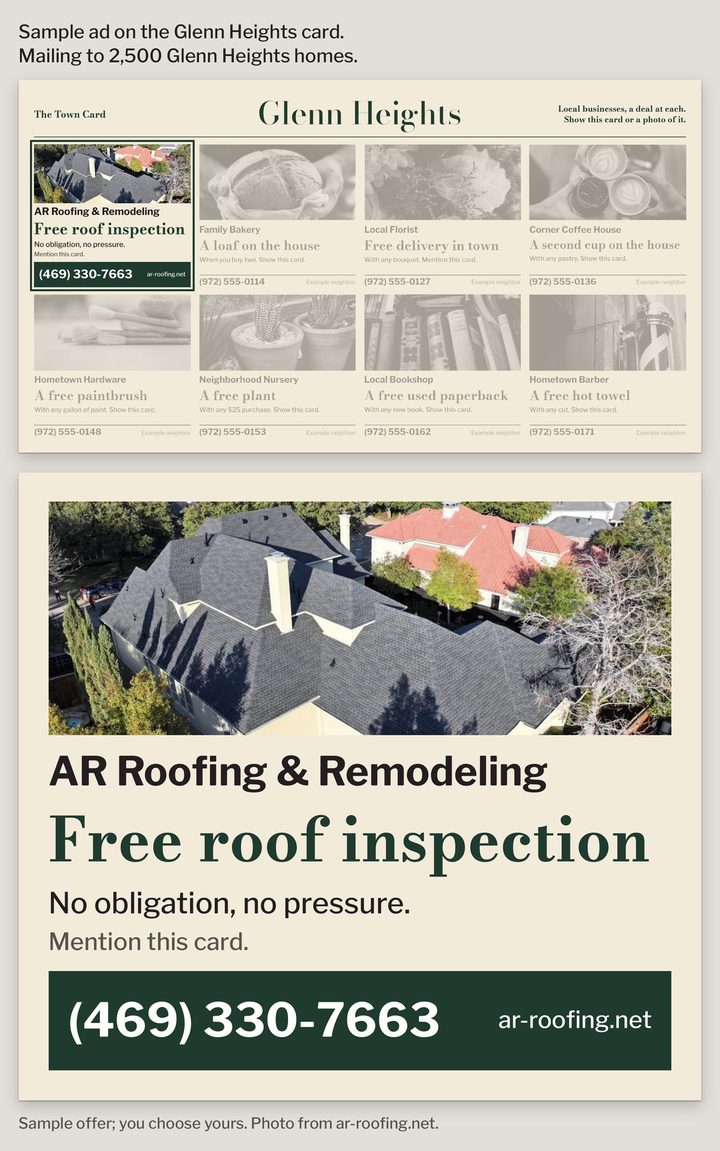 Sample ad on the Glenn Heights card.
Mailing to 2,500 Glenn Heights homes.
The Town Card
Glenn Heights
Local businesses, a deal at each.
Show this card or a photo of it.
AR Roofing & Remodeling
Free roof inspection
No obligation, no pressure.
Mention this card.
(469) 330-7663 ar-roofing.net
Family Bakery
A loaf on the house
When you buy two. Show this card.
(972) 555-0114 Example neighbor
Local Florist
Free delivery in town
With any bouquet. Mention this card.
(972) 555-0127 Example neighbor
Corner Coffee House
A second cup on the house
With any pastry. Show this card.
(972) 555-0136 Example neighbor
Hometown Hardware
A free paintbrush
With any gallon of paint. Show this card.
(972) 555-0148 Example neighbor
Neighborhood Nursery
A free plant
With any $25 purchase. Show this card.
(972) 555-0153 Example neighbor
Local Bookshop
A free used paperback
With any new book. Show this card.
(972) 555-0162 Example neighbor
Hometown Barber
A free hot towel
With any cut. Show this card.
(972) 555-0171 Example neighbor
AR Roofing & Remodeling
Free roof inspection
No obligation, no pressure.
Mention this card.
(469) 330-7663 ar-roofing.net
Sample offer; you choose yours. Photo from ar-roofing.net.